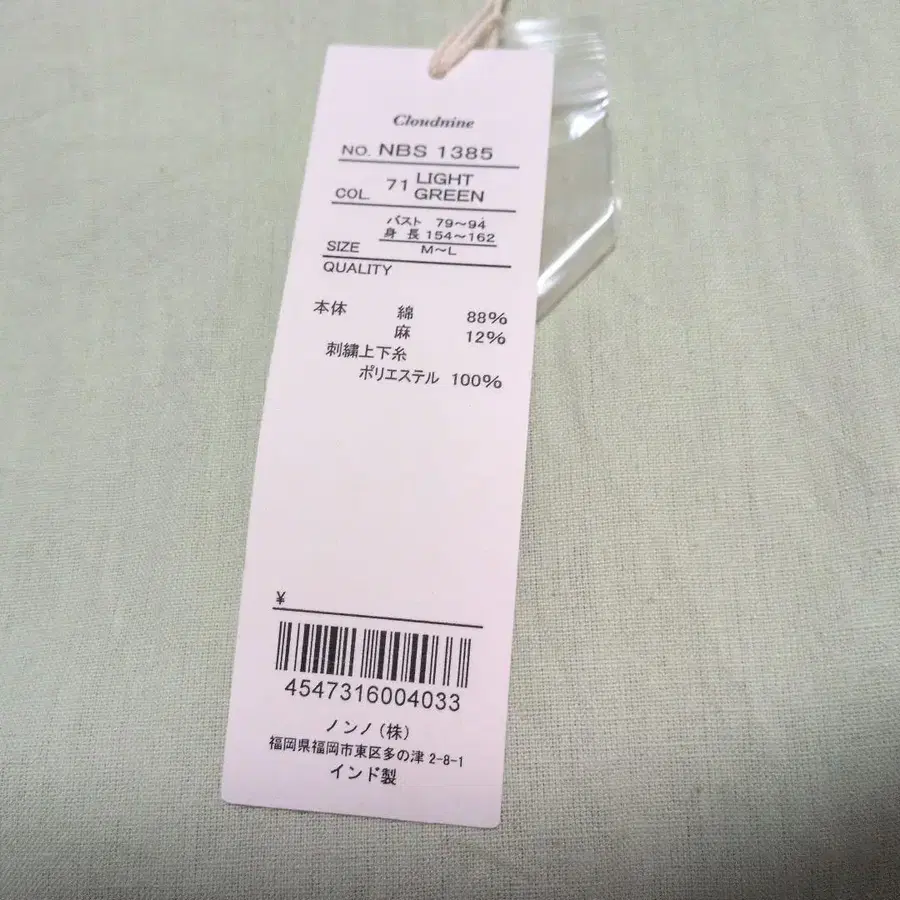 Cloudnine
NO. NBS 1385
COL 71 LIGHT GREEN
バスト 79〜94
身長 154〜162
SIZE M〜L
QUALITY
本体 綿 88%
麻 12%
刺繍上下糸
ポリエステル 100%
¥
4547316004033
ノンノ(株)
福岡県福岡市東区多の津 2-8-1
インド製